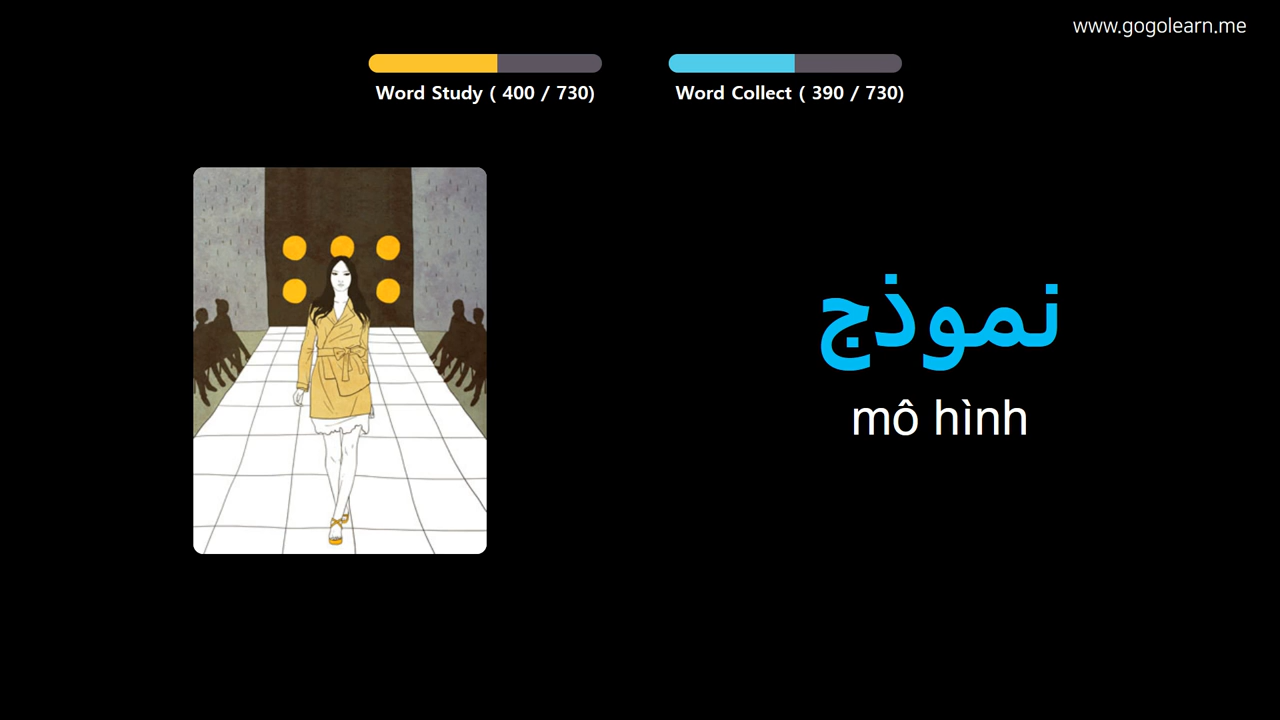 www.gogolearn.me
Word Study ( 400 / 730)
Word Collect ( 390 / 730)
نموذج
mô hình